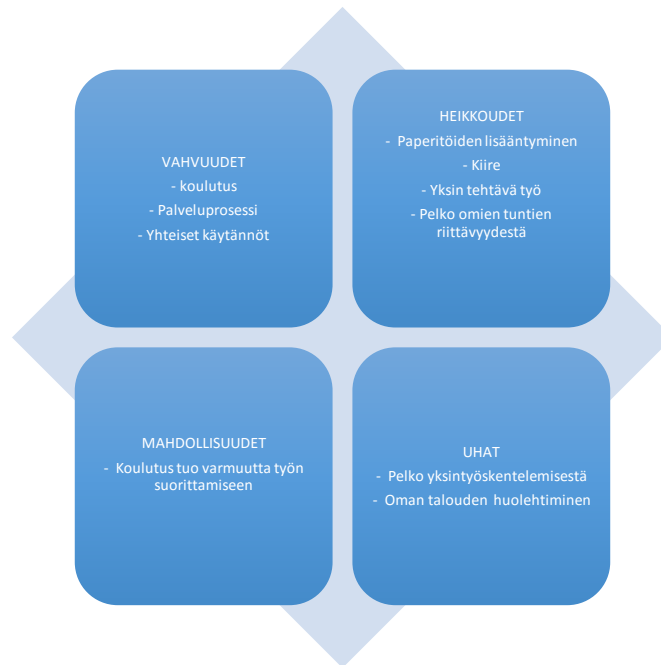 VAHVUUDET
- koulutus
- Palveluprosessi
- Yhteiset käytännöt
HEIKKOUDET
- Paperitöiden lisääntyminen
- Kiire
- Yksin tehtävä työ
- Pelko omien tuntien
riittävyydestä
MAHDOLLISUUDET
- Koulutus tuo varmuutta työn
suorittamiseen
UHAT
- Pelko yksintyöskentelemisestä
- Oman talouden huolehtiminen